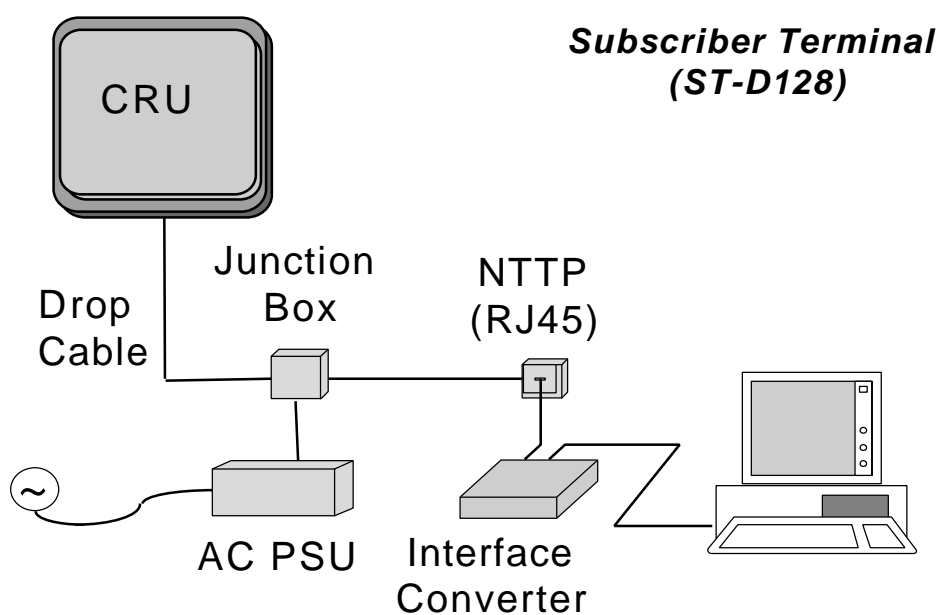 Subscriber Terminal
(ST-D128)
CRU
Junction
Box
NTTP
(RJ45)
Drop
Cable
~
AC PSU
Interface
Converter